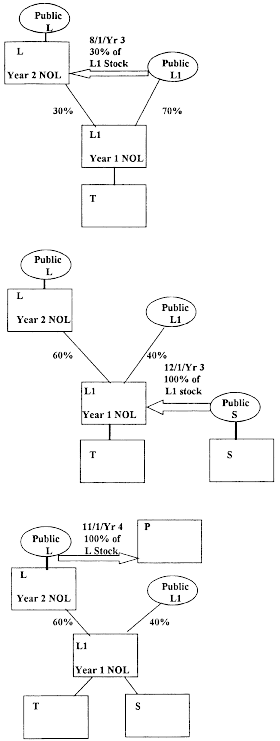 Public
L
8/1/Yr 3
30% of
L1 Stock
Public
L1
L
Year 2 NOL
30%
70%
L1
Year 1 NOL
T
Public
L
L
Year 2 NOL
Public
L1
60%
40%
12/1/Yr 3
100% of
L1 stock
L1
Year 1 NOL
Public
S
T
S
Public
L
11/1/Yr 4
100% of
L Stock
P
L
Year 2 NOL
Public
L1
60%
40%
L1
Year 1 NOL
T
S